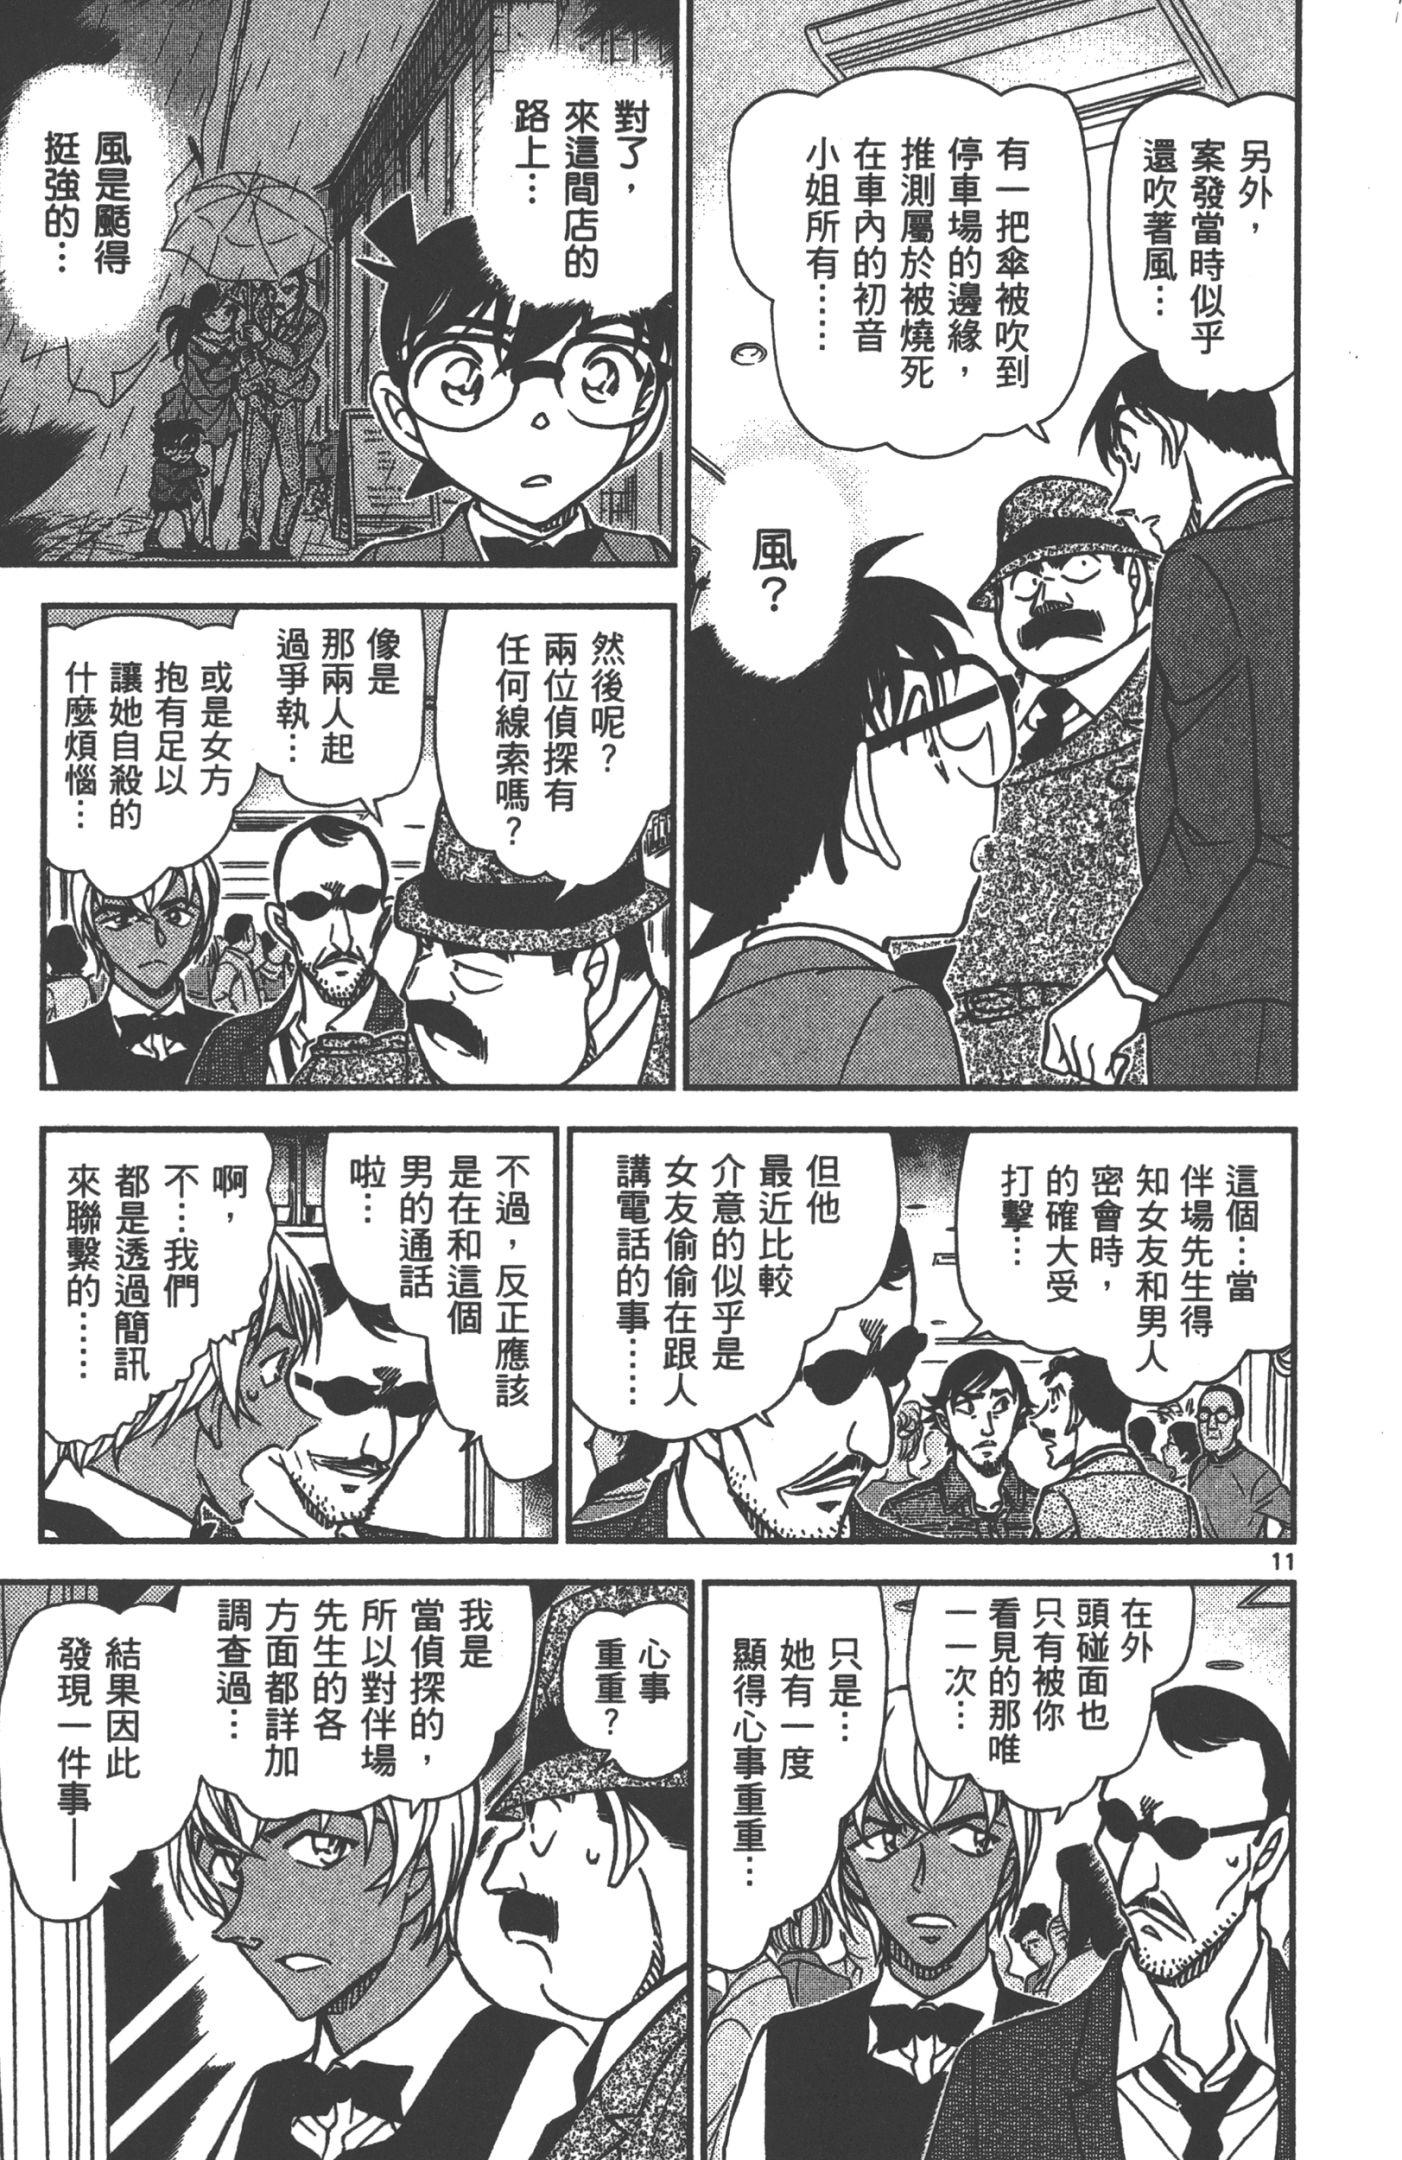 另外，
案發當時似乎
還吹著風…
有一把傘被吹到
停車場的邊緣，
推測屬於被燒死
在車內的初音
小姐所有……
風？
對了，
來這間店的
路上…
風是颳得
挺強的…
然後呢？
兩位偵探有
任何線索嗎？
像是
那兩人起
過爭執…
或是女方
抱有足以
讓她自殺的
什麼煩惱…
這個…當
伴場先生得
知女友和男人
密會時，
的確大受
打擊…
但他
最近比較
介意的似乎是
女友偷偷在跟人
講電話的事……
不過，反正應該
是在和這個
男的通話
啦…
啊，
不…我們
都是透過簡訊
來聯繫的……
11
在外
頭碰面也
只有被你
看見的那唯
一一次…
只是…
她有一度
顯得心事重重…
心事
重重？
我是
當偵探的，
所以對伴場
先生的各
方面都詳加
調查過…
結果因此
發現一件事——